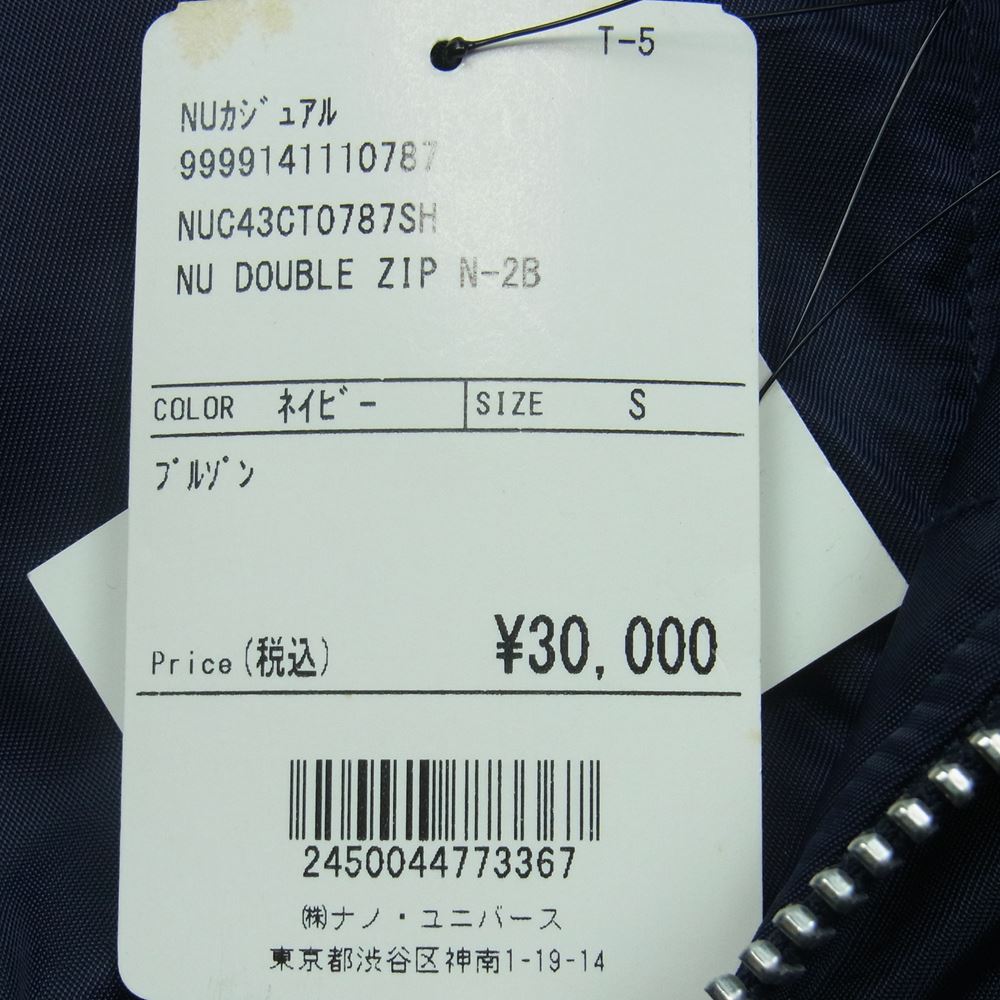 T-5
NUカジュアル
9999141110787
NUC43CT0787SH
NU DOUBLE ZIP N-2B
COLOR ネイビー SIZE S
ブルゾン
Price(税込) ¥30,000
2450044773367
㈱ナノ・ユニバース
東京都渋谷区神南1-19-14